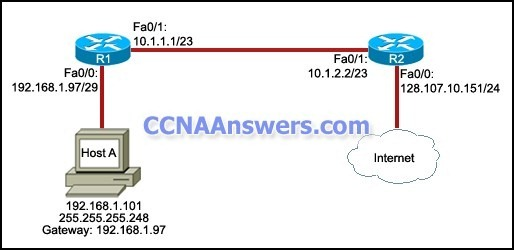 Fa0/1:
10.1.1.1/23
R1
Fa0/0:
192.168.1.97/29
Fa0/1:
10.1.2.2/23
R2
Fa0/0:
128.107.10.151/24
CCNAAnswers.com
Host A
Internet
192.168.1.101
255.255.255.248
Gateway: 192.168.1.97